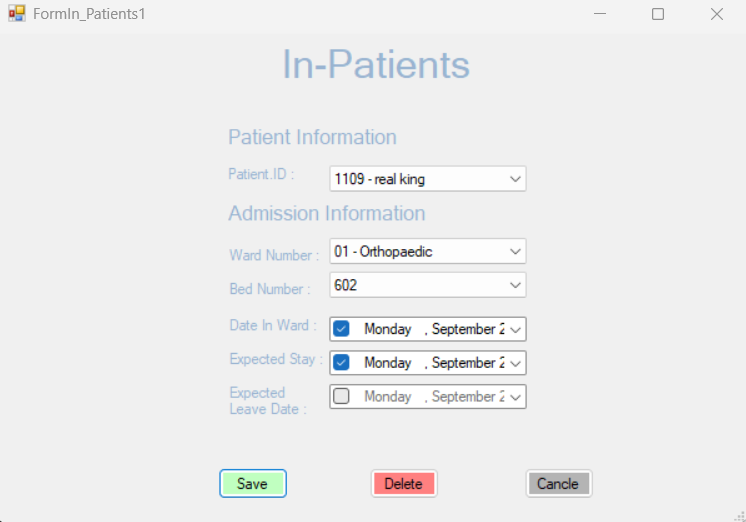 FormIn_Patients1
In-Patients
Patient Information
Patient.ID : 1109 - real king
Admission Information
Ward Number : 01 - Orthopaedic
Bed Number : 602
Date In Ward : Monday , September 2
Expected Stay : Monday , September 2
Expected
Leave Date : Monday , September 2
Save Delete Cancle